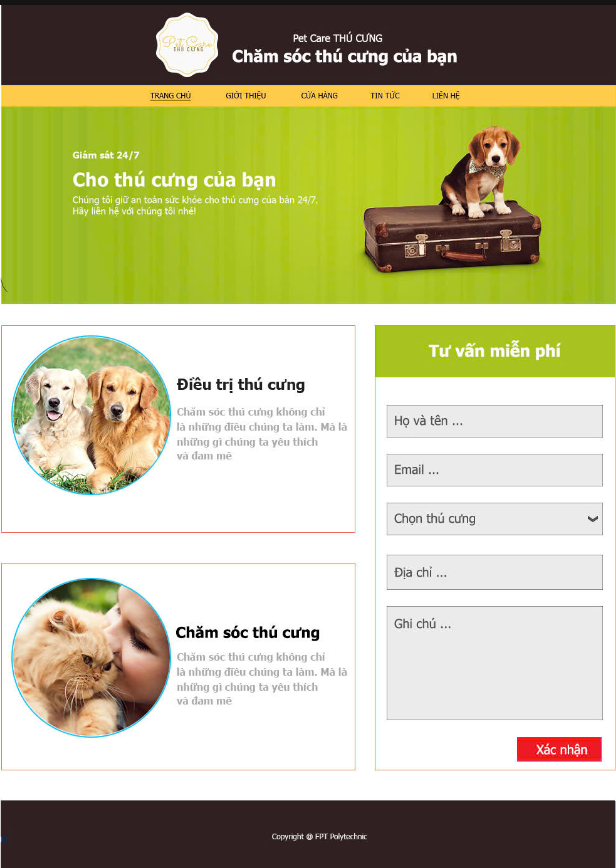 Pet Care
THÚ CƯNG
Pet Care THÚ CƯNG
Chăm sóc thú cưng của bạn
TRANG CHỦ GIỚI THIỆU CỬA HÀNG TIN TỨC LIÊN HỆ
Giám sát 24/7
Cho thú cưng của bạn
Chúng tôi giữ an toàn sức khỏe cho thú cưng của bản 24/7.
Hãy liên hệ với chúng tôi nhé!
Điều trị thú cưng
Chăm sóc thú cưng không chỉ
là những điều chúng ta làm. Mà là
những gì chúng ta yêu thích
và đam mê
Chăm sóc thú cưng
Chăm sóc thú cưng không chỉ
là những điều chúng ta làm. Mà là
những gì chúng ta yêu thích
và đam mê
Tư vấn miễn phí
Họ và tên ...
Email ...
Chọn thú cưng
Địa chỉ ...
Ghi chú ...
Xác nhận
Copyright @ FPT Polytechnic